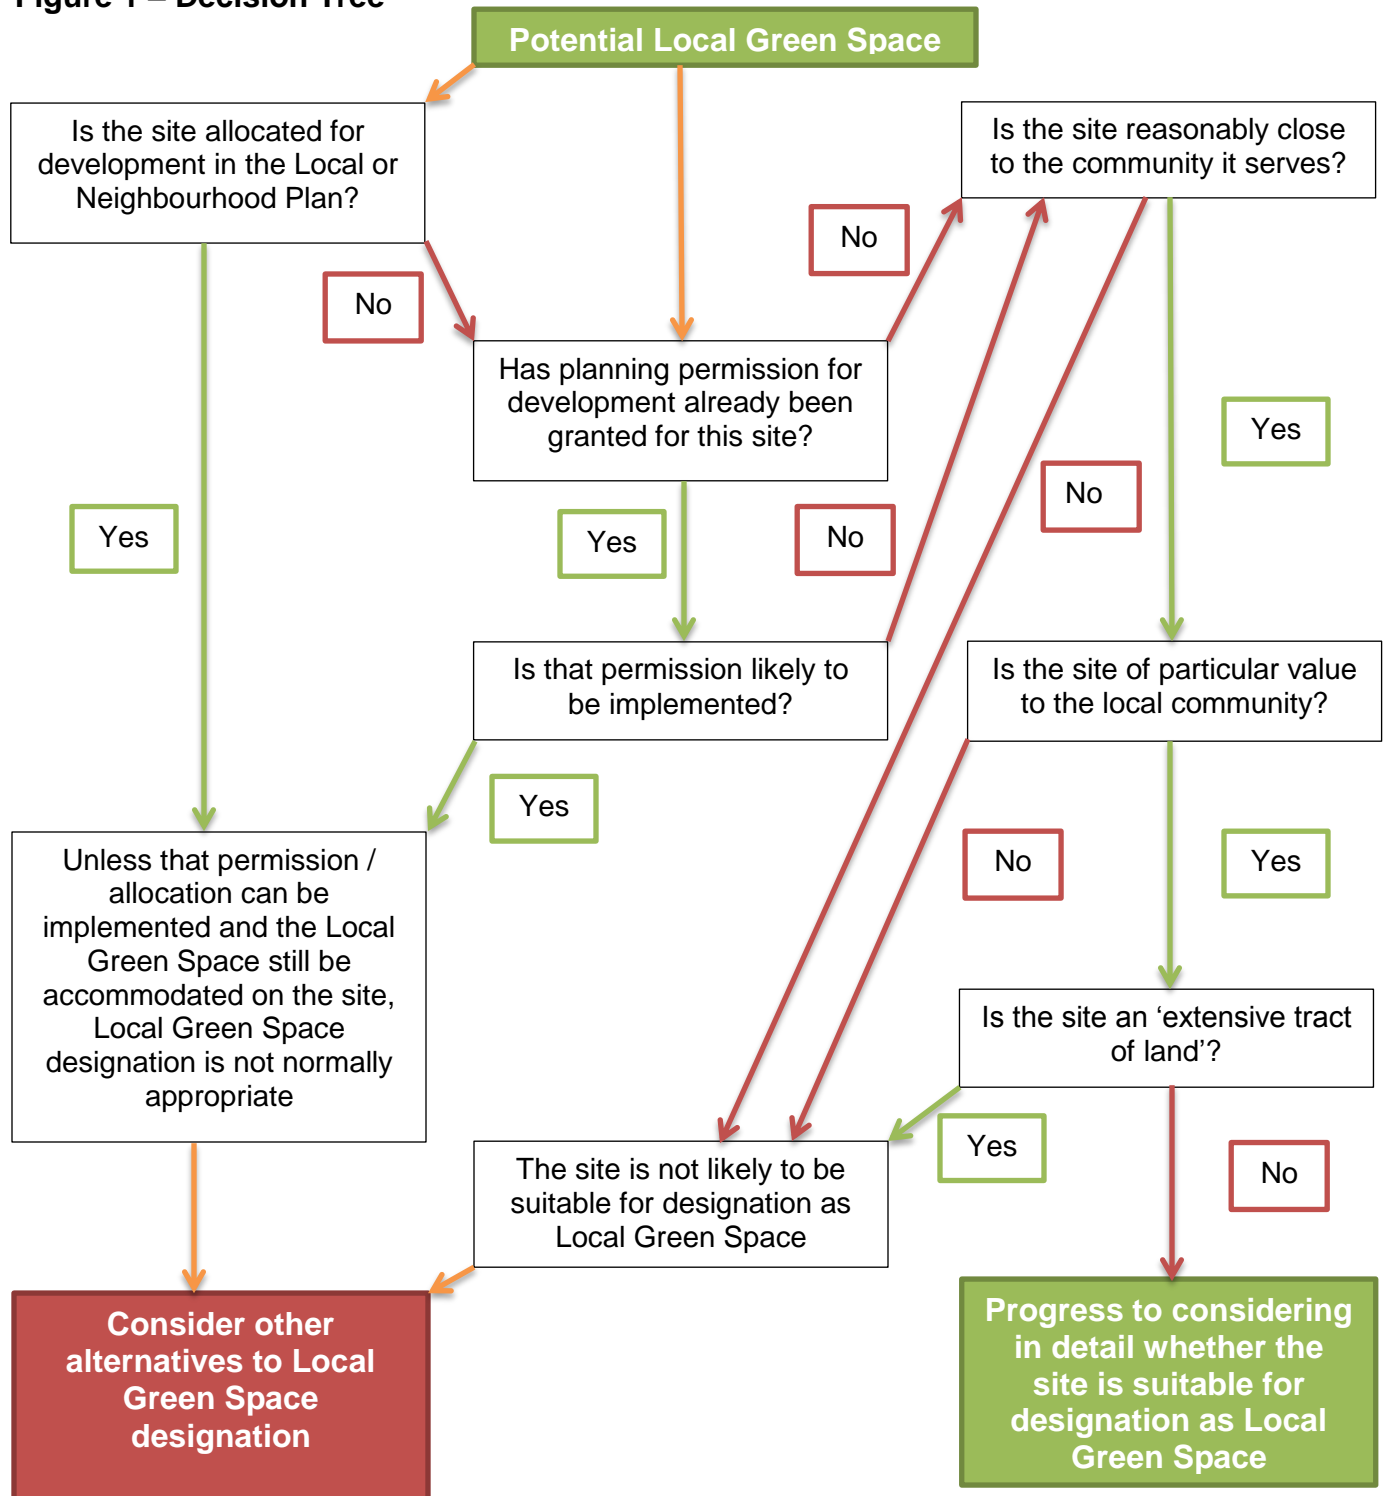 Figure 1 – Decision Tree
Potential Local Green Space
Is the site allocated for
development in the Local or
Neighbourhood Plan?
Is the site reasonably close
to the community it serves?
No
No
Has planning permission for
development already been
granted for this site?
Yes
No
Yes
Yes
No
Is that permission likely to
be implemented?
Is the site of particular value
to the local community?
Yes
No
Yes
Unless that permission /
allocation can be
implemented and the Local
Green Space still be
accommodated on the site,
Local Green Space
designation is not normally
appropriate
Is the site an ‘extensive tract
of land’?
Yes
No
The site is not likely to be
suitable for designation as
Local Green Space
Consider other
alternatives to Local
Green Space
designation
Progress to considering
in detail whether the
site is suitable for
designation as Local
Green Space